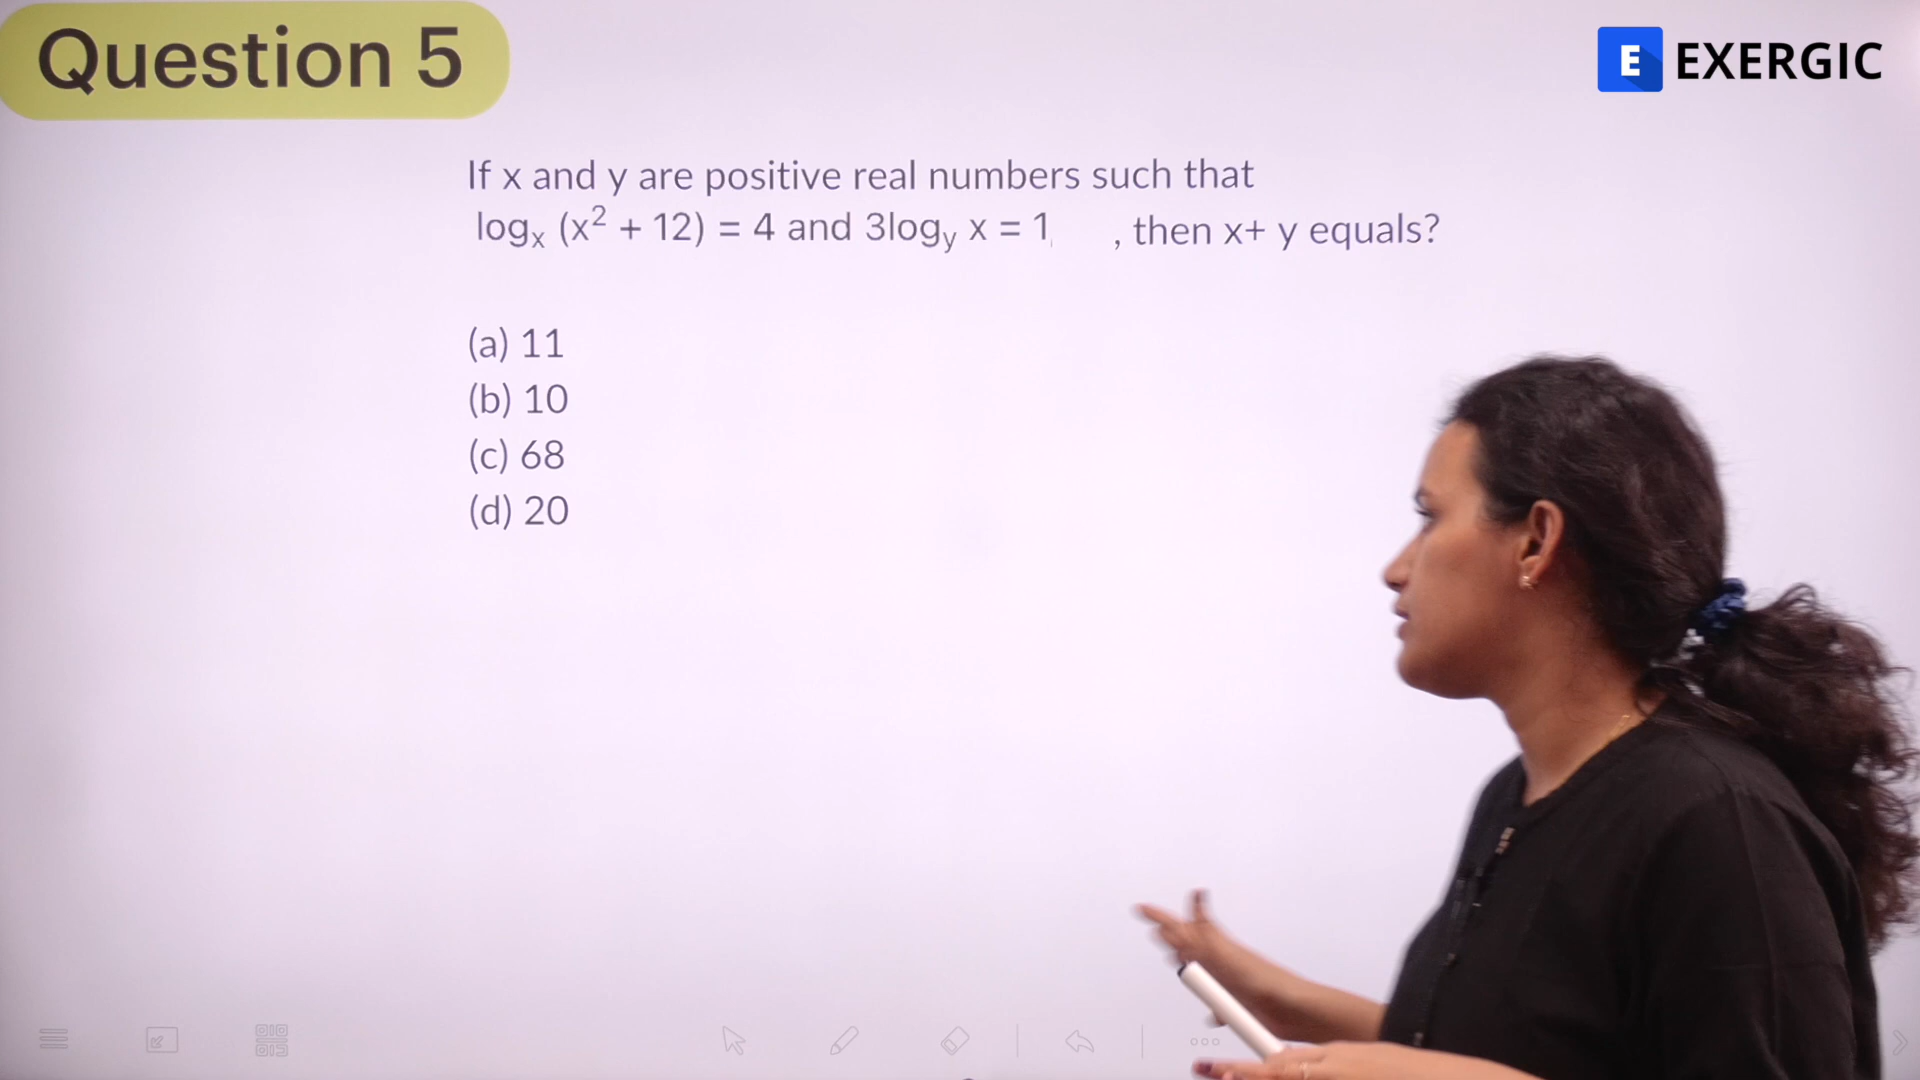 Question 5
E EXERGIC
If x and y are positive real numbers such that
logₓ (x² + 12) = 4 and 3logᵧ x = 1 , then x+ y equals?
(a) 11
(b) 10
(c) 68
(d) 20